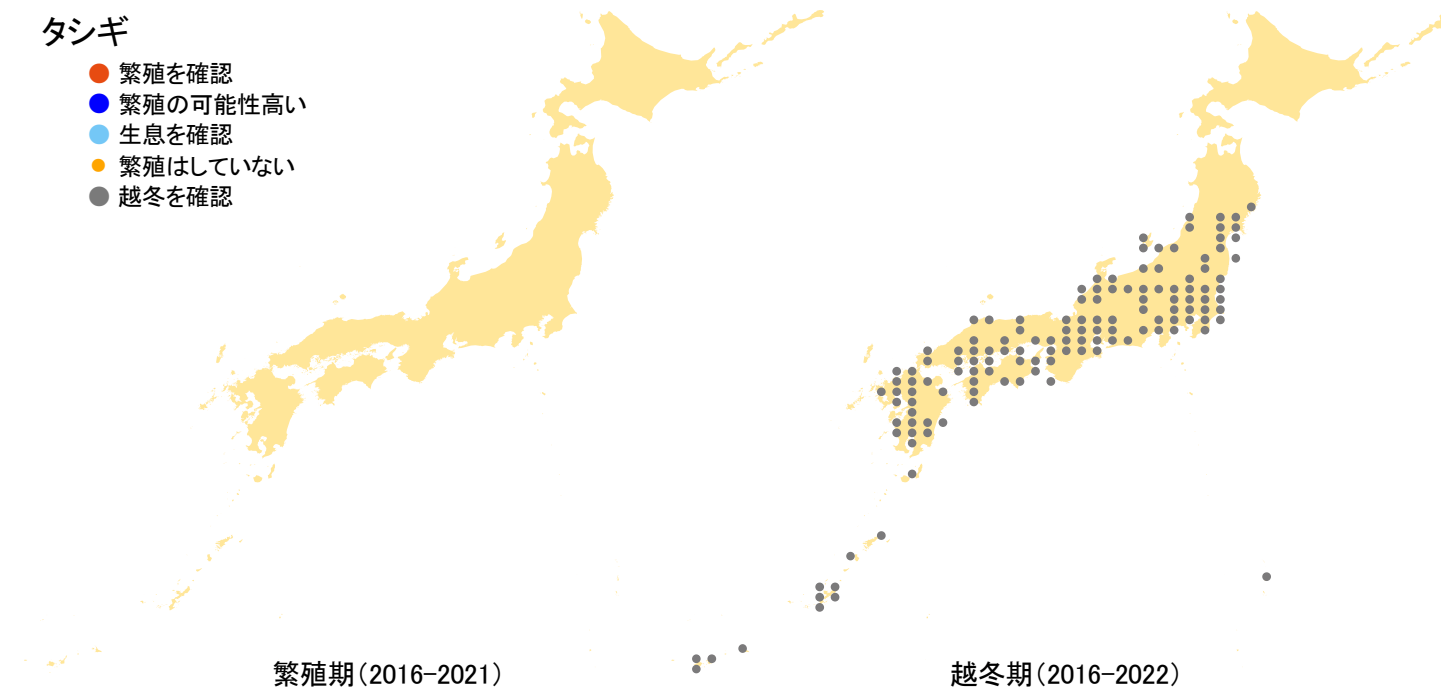 タシギ
繁殖を確認
繁殖の可能性高い
生息を確認
繁殖はしていない
越冬を確認
繁殖期(2016-2021)
越冬期(2016-2022)